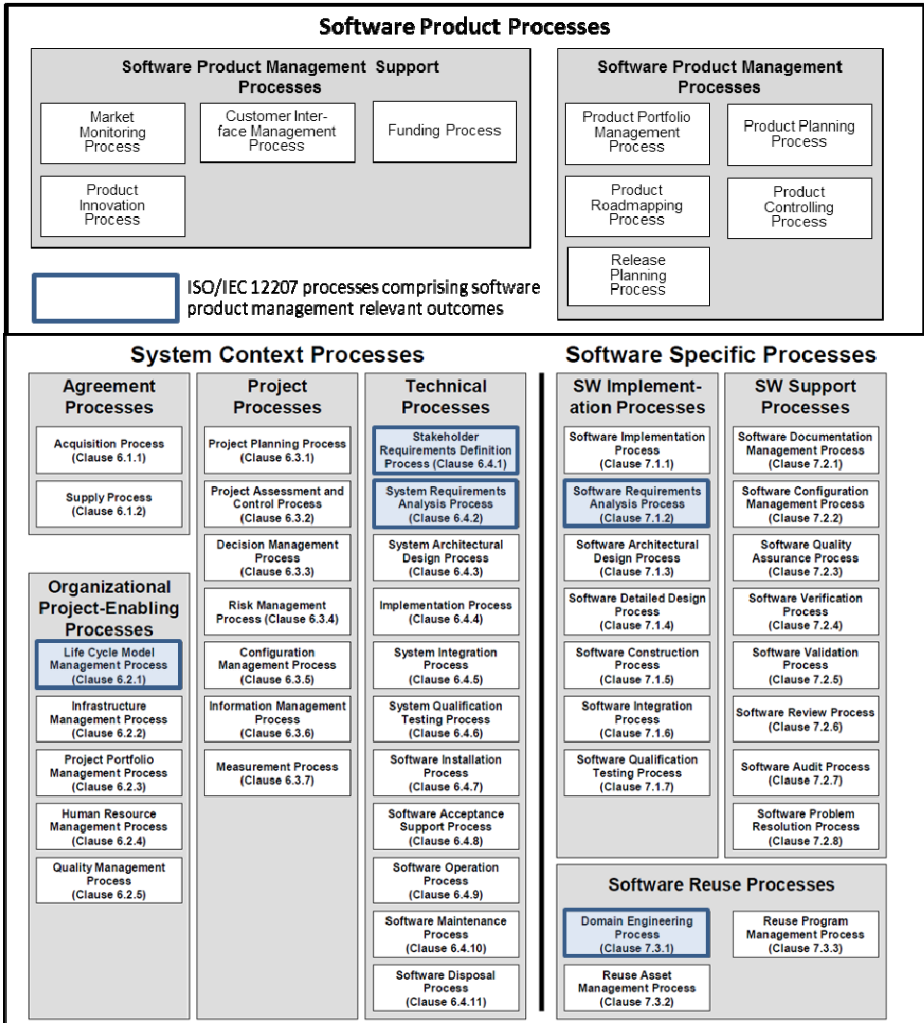 Software Product Processes
Software Product Management Support
Processes
Market
Monitoring
Process
Customer Inter-
face Management
Process
Funding Process
Product
Innovation
Process
Software Product Management
Processes
Product Portfolio
Management
Process
Product Planning
Process
Product
Roadmapping
Process
Product
Controlling
Process
Release
Planning
Process
ISO/IEC 12207 processes comprising software
product management relevant outcomes
System Context Processes
Agreement
Processes
Acquisition Process
(Clause 6.1.1)
Supply Process
(Clause 6.1.2)
Organizational
Project-Enabling
Processes
Life Cycle Model
Management Process
(Clause 6.2.1)
Infrastructure
Management Process
(Clause 6.2.2)
Project Portfolio
Management Process
(Clause 6.2.3)
Human Resource
Management Process
(Clause 6.2.4)
Quality Management
Process
(Clause 6.2.5)
Project
Processes
Project Planning Process
(Clause 6.3.1)
Project Assessment and
Control Process
(Clause 6.3.2)
Decision Management
Process
(Clause 6.3.3)
Risk Management
Process (Clause 6.3.4)
Configuration
Management Process
(Clause 6.3.5)
Information Management
Process
(Clause 6.3.6)
Measurement Process
(Clause 6.3.7)
Technical
Processes
Stakeholder
Requirements Definition
Process (Clause 6.4.1)
System Requirements
Analysis Process
(Clause 6.4.2)
System Architectural
Design Process
(Clause 6.4.3)
Implementation Process
(Clause 6.4.4)
System Integration
Process
(Clause 6.4.5)
System Qualification
Testing Process
(Clause 6.4.6)
Software Installation
Process
(Clause 6.4.7)
Software Acceptance
Support Process
(Clause 6.4.8)
Software Operation
Process
(Clause 6.4.9)
Software Maintenance
Process
(Clause 6.4.10)
Software Disposal
Process
(Clause 6.4.11)
Software Specific Processes
SW Implement-
ation Processes
Software Implementation
Process
(Clause 7.1.1)
Software Requirements
Analysis Process
(Clause 7.1.2)
Software Architectural
Design Process
(Clause 7.1.3)
Software Detailed Design
Process
(Clause 7.1.4)
Software Construction
Process
(Clause 7.1.5)
Software Integration
Process
(Clause 7.1.6)
Software Qualification
Testing Process
(Clause 7.1.7)
SW Support
Processes
Software Documentation
Management Process
(Clause 7.2.1)
Software Configuration
Management Process
(Clause 7.2.2)
Software Quality
Assurance Process
(Clause 7.2.3)
Software Verification
Process
(Clause 7.2.4)
Software Validation
Process
(Clause 7.2.5)
Software Review Process
(Clause 7.2.6)
Software Audit Process
(Clause 7.2.7)
Software Problem
Resolution Process
(Clause 7.2.8)
Software Reuse Processes
Domain Engineering
Process
(Clause 7.3.1)
Reuse Program
Management Process
(Clause 7.3.3)
Reuse Asset
Management Process
(Clause 7.3.2)